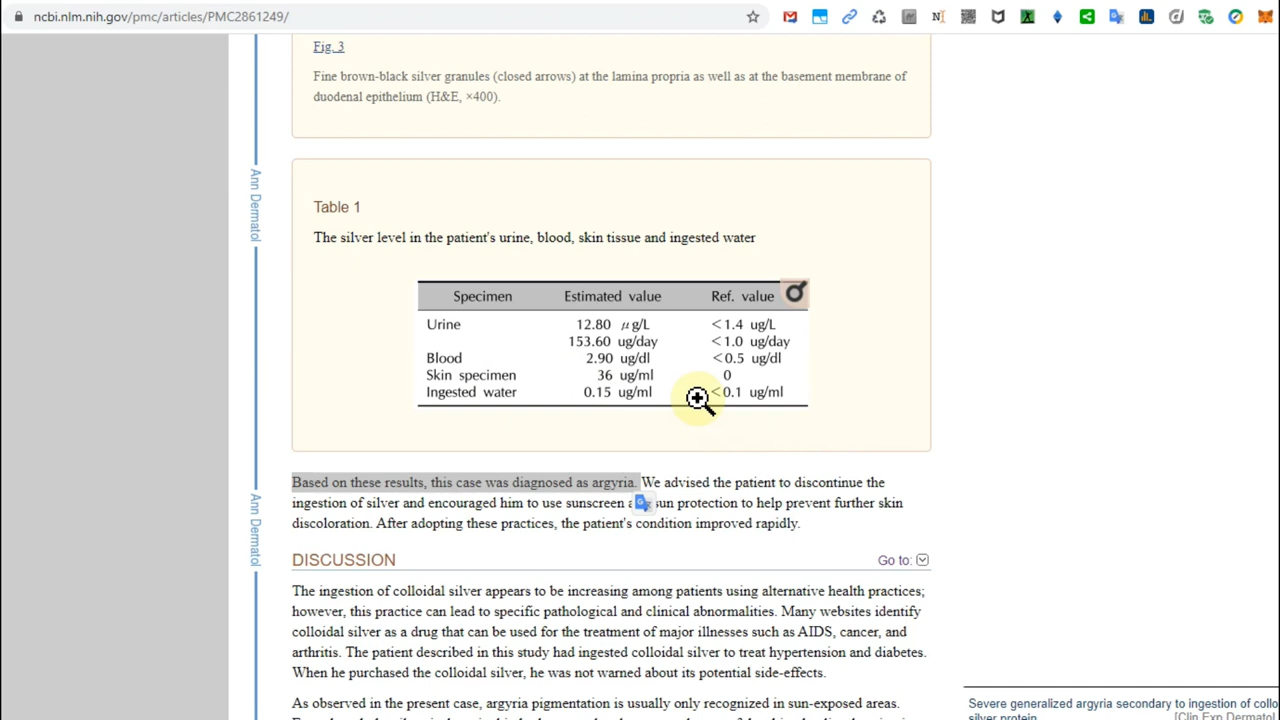 ncbi.nlm.nih.gov/pmc/articles/PMC2861249/
Fig. 3
Fine brown-black silver granules (closed arrows) at the lamina propria as well as at the basement membrane of
duodenal epithelium (H&E, ×400).
Ann Dermatol
Table 1
The silver level in the patient's urine, blood, skin tissue and ingested water
Specimen Estimated value Ref. value
Urine 12.80 μg/L <1.4 ug/L
153.60 ug/day <1.0 ug/day
Blood 2.90 ug/dl <0.5 ug/dl
Skin specimen 36 ug/ml 0
Ingested water 0.15 ug/ml <0.1 ug/ml
Based on these results, this case was diagnosed as argyria. We advised the patient to discontinue the
ingestion of silver and encouraged him to use sunscreen a sun protection to help prevent further skin
discoloration. After adopting these practices, the patient's condition improved rapidly.
Ann Dermatol
DISCUSSION Go to:
The ingestion of colloidal silver appears to be increasing among patients using alternative health practices;
however, this practice can lead to specific pathological and clinical abnormalities. Many websites identify
colloidal silver as a drug that can be used for the treatment of major illnesses such as AIDS, cancer, and
arthritis. The patient described in this study had ingested colloidal silver to treat hypertension and diabetes.
When he purchased the colloidal silver, he was not warned about its potential side-effects.
As observed in the present case, argyria pigmentation is usually only recognized in sun-exposed areas.
Severe generalized argyria secondary to ingestion of collo
silver protein.
[Clin Exp Dermatol